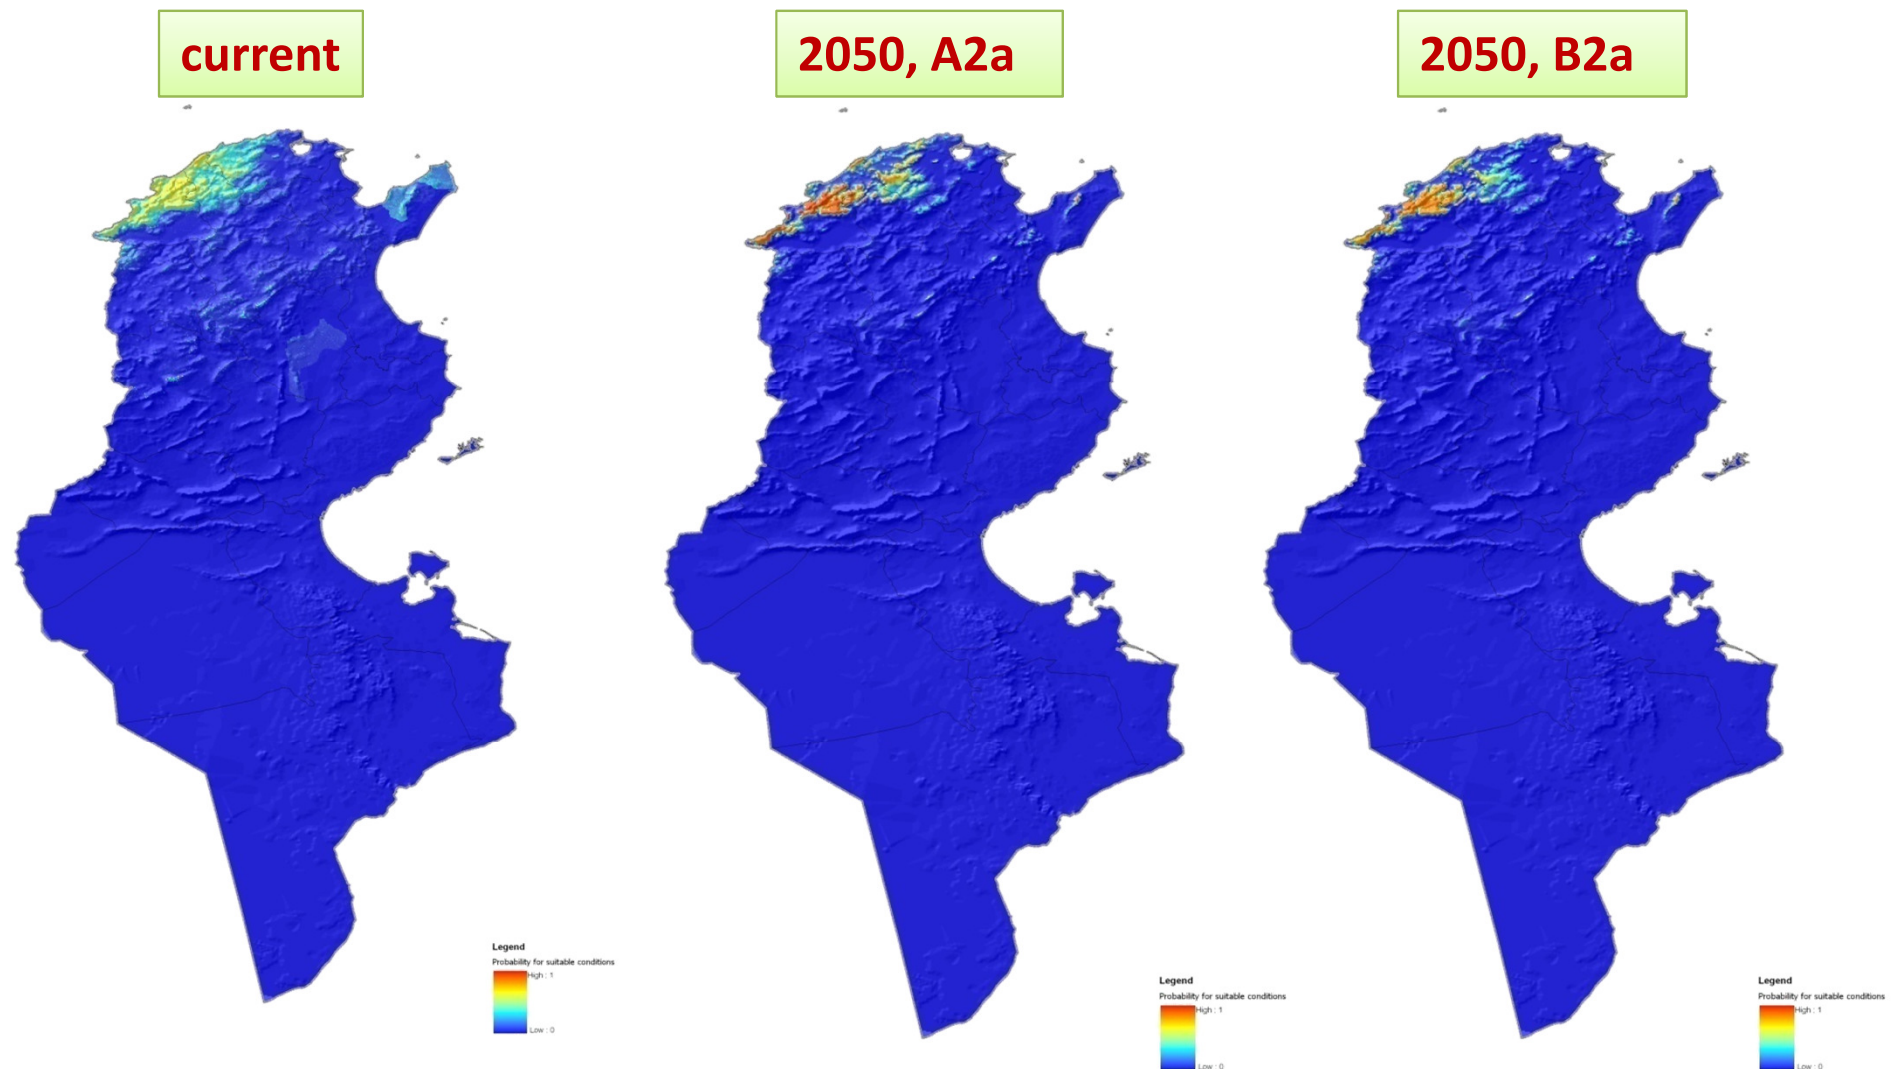 current
2050, A2a
2050, B2a
Legend
Probability for suitable conditions
High : 1
Low : 0
Legend
Probability for suitable conditions
High : 1
Low : 0
Legend
Probability for suitable conditions
High : 1
Low : 0